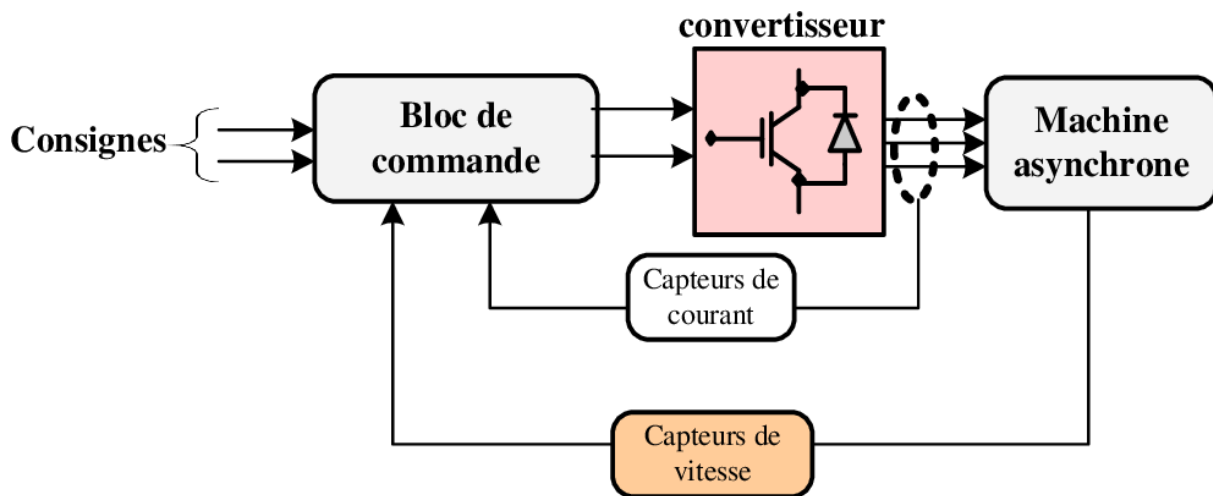 convertisseur
Consignes
Bloc de
commande
Machine
asynchrone
Capteurs de
courant
Capteurs de
vitesse